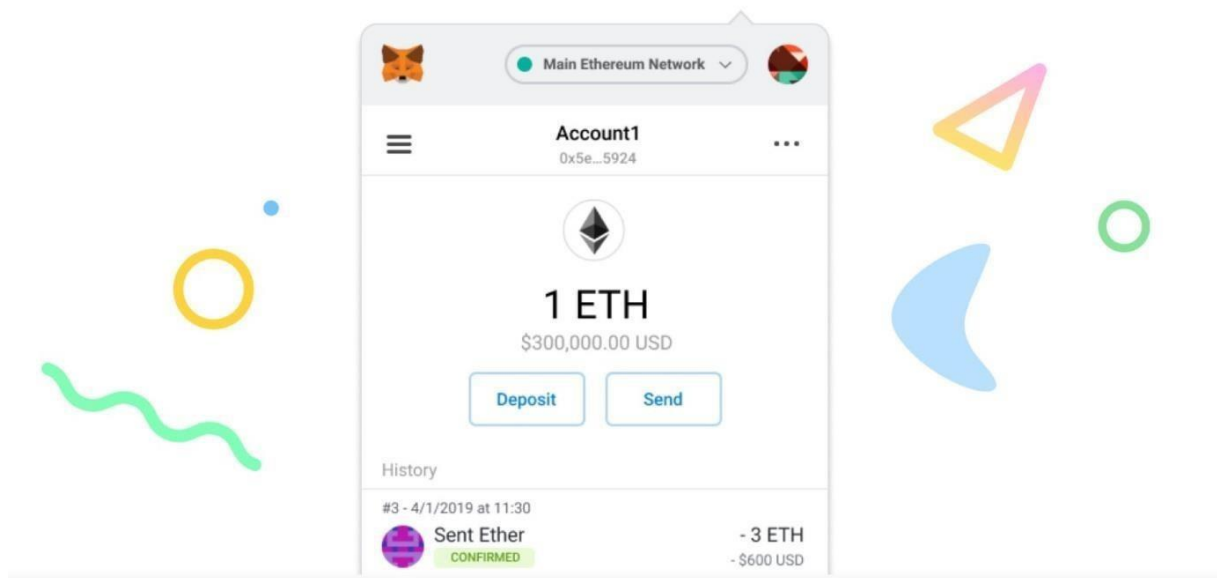 Main Ethereum Network
Account1
0x5e...5924
1 ETH
$300,000.00 USD
Deposit Send
History
#3 - 4/1/2019 at 11:30
Sent Ether - 3 ETH
CONFIRMED - $600 USD